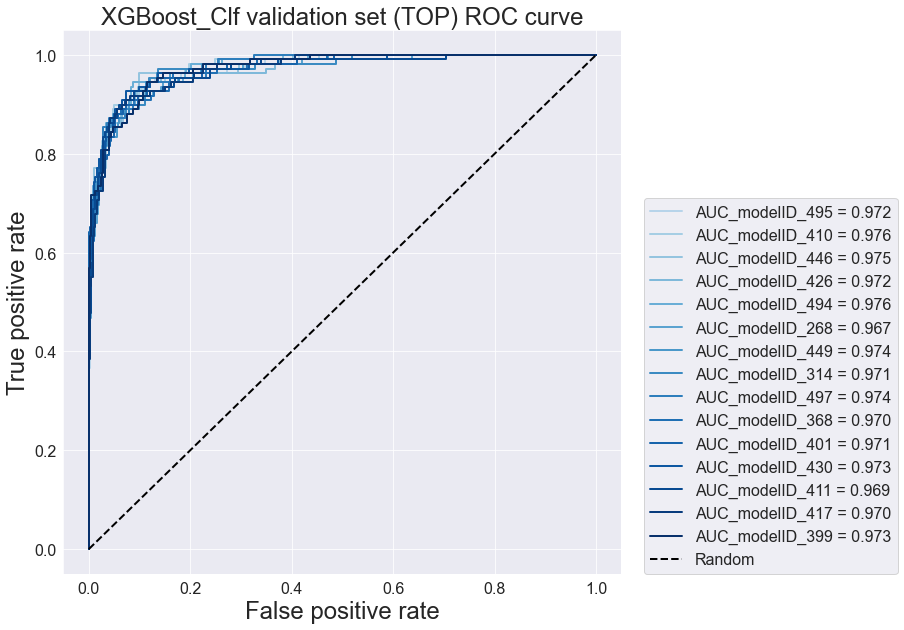 XGBoost_Clf validation set (TOP) ROC curve
True positive rate
1.0
0.8
0.6
0.4
0.2
0.0
0.0 0.2 0.4 0.6 0.8 1.0
False positive rate
AUC_modelID_495 = 0.972
AUC_modelID_410 = 0.976
AUC_modelID_446 = 0.975
AUC_modelID_426 = 0.972
AUC_modelID_494 = 0.976
AUC_modelID_268 = 0.967
AUC_modelID_449 = 0.974
AUC_modelID_314 = 0.971
AUC_modelID_497 = 0.974
AUC_modelID_368 = 0.970
AUC_modelID_401 = 0.971
AUC_modelID_430 = 0.973
AUC_modelID_411 = 0.969
AUC_modelID_417 = 0.970
AUC_modelID_399 = 0.973
Random